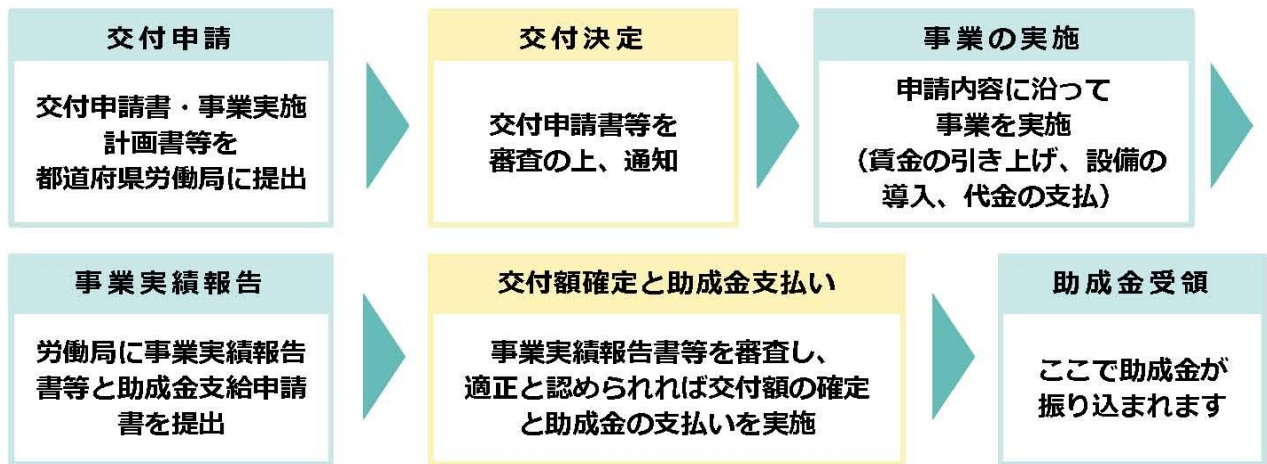 交付申請
交付申請書・事業実施
計画書等を
都道府県労働局に提出
交付決定
交付申請書等を
審査の上、通知
事業の実施
申請内容に沿って
事業を実施
（賃金の引き上げ、設備の
導入、代金の支払）
事業実績報告
労働局に事業実績報告
書等と助成金支給申請
書を提出
交付額確定と助成金支払い
事業実績報告書等を審査し、
適正と認められれば交付額の確定
と助成金の支払いを実施
助成金受領
ここで助成金が
振り込まれます